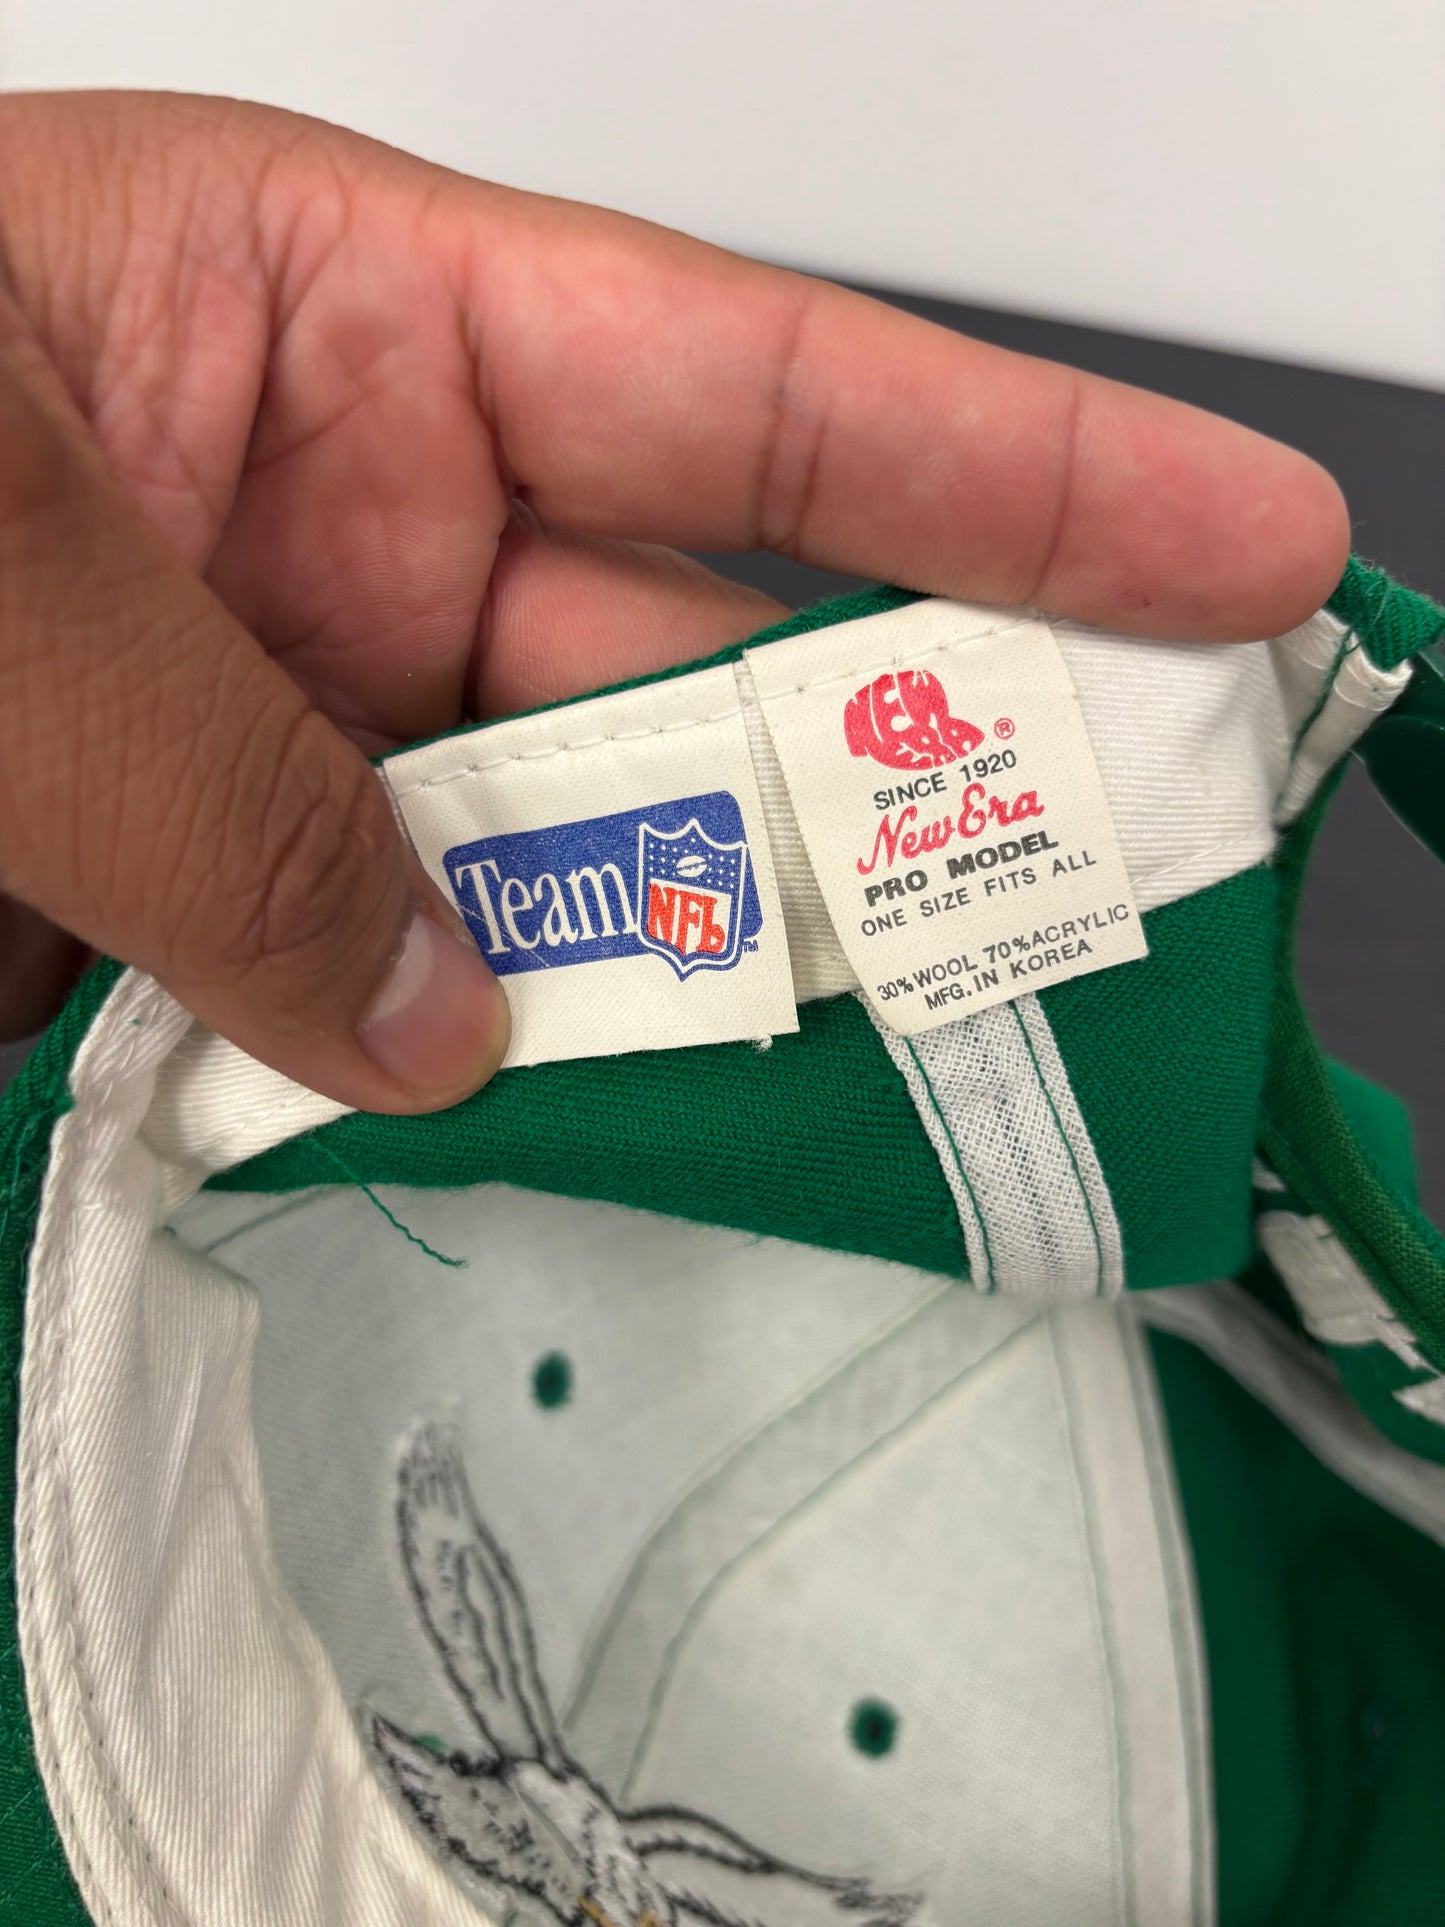 Team NFL TM
NEW ERA ®
SINCE 1920
New Era
PRO MODEL
ONE SIZE FITS ALL
30% WOOL 70% ACRYLIC
MFG. IN KOREA